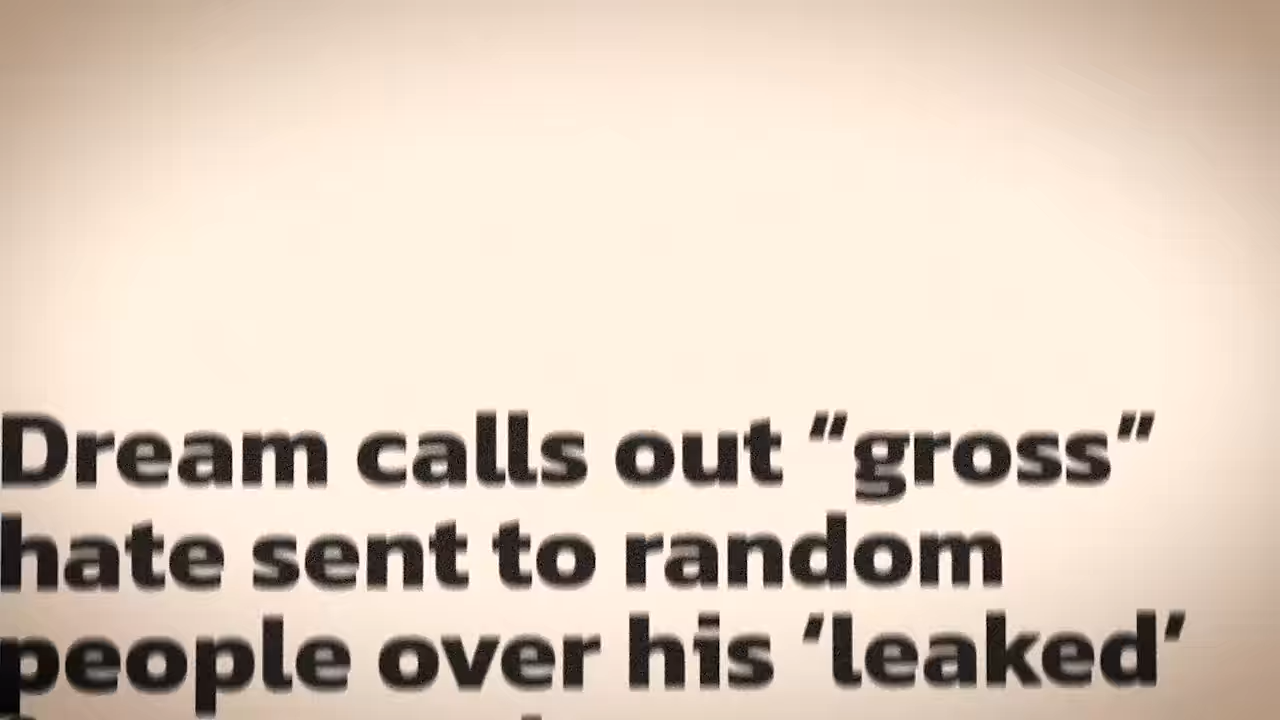 Dream calls out “gross”
hate sent to random
people over his ‘leaked’